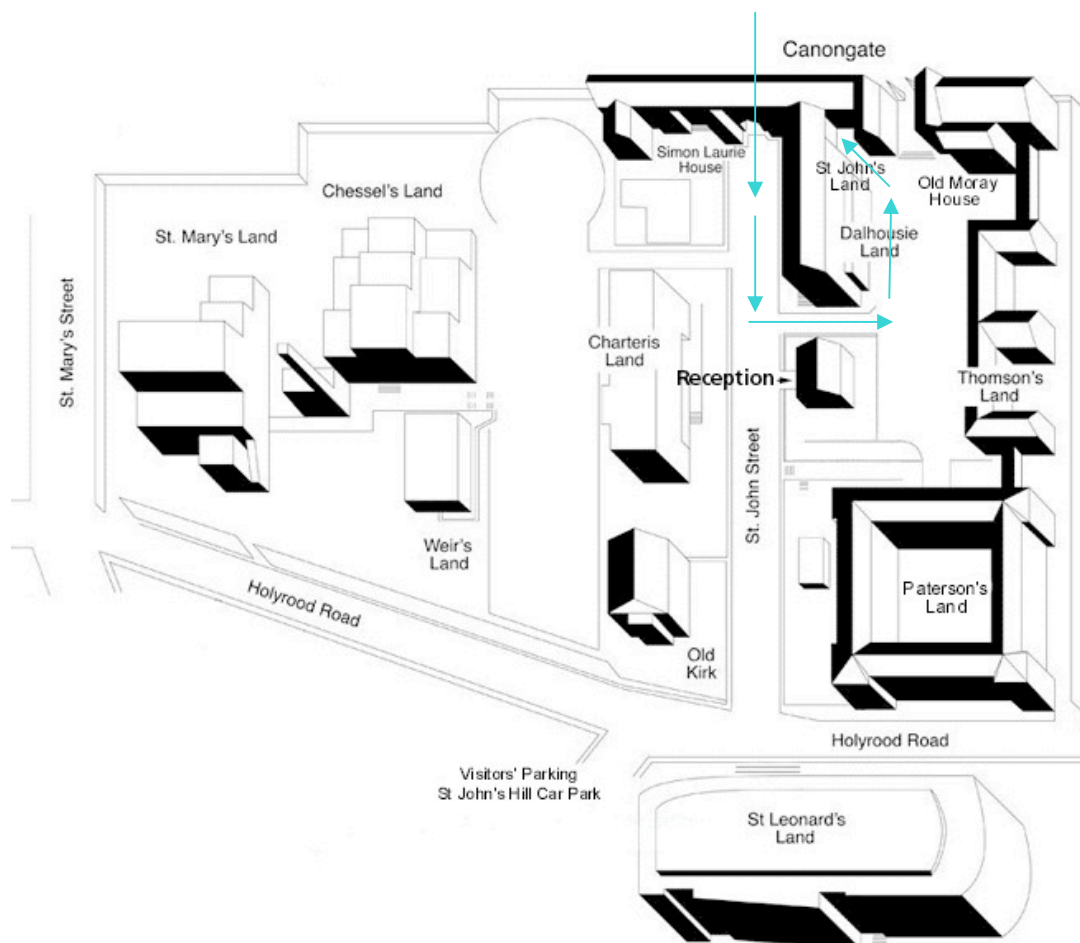 Canongate
Simon Laurie
House
St John's
Land
Old Moray
House
Chessel's Land
St. Mary's Land
Dalhousie
Land
St. Mary's Street
Charteris
Land
Reception
Thomson's
Land
St. John Street
Weir's
Land
Holyrood Road
Paterson's
Land
Old
Kirk
Holyrood Road
Visitors' Parking
St John's Hill Car Park
St Leonard's
Land